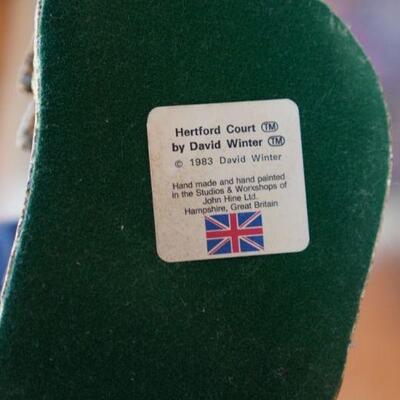 Hertford Court ™
by David Winter ™
© 1983 David Winter
Hand made and hand painted
in the Studios & Workshops of
John Hine Ltd.
Hampshire, Great Britain